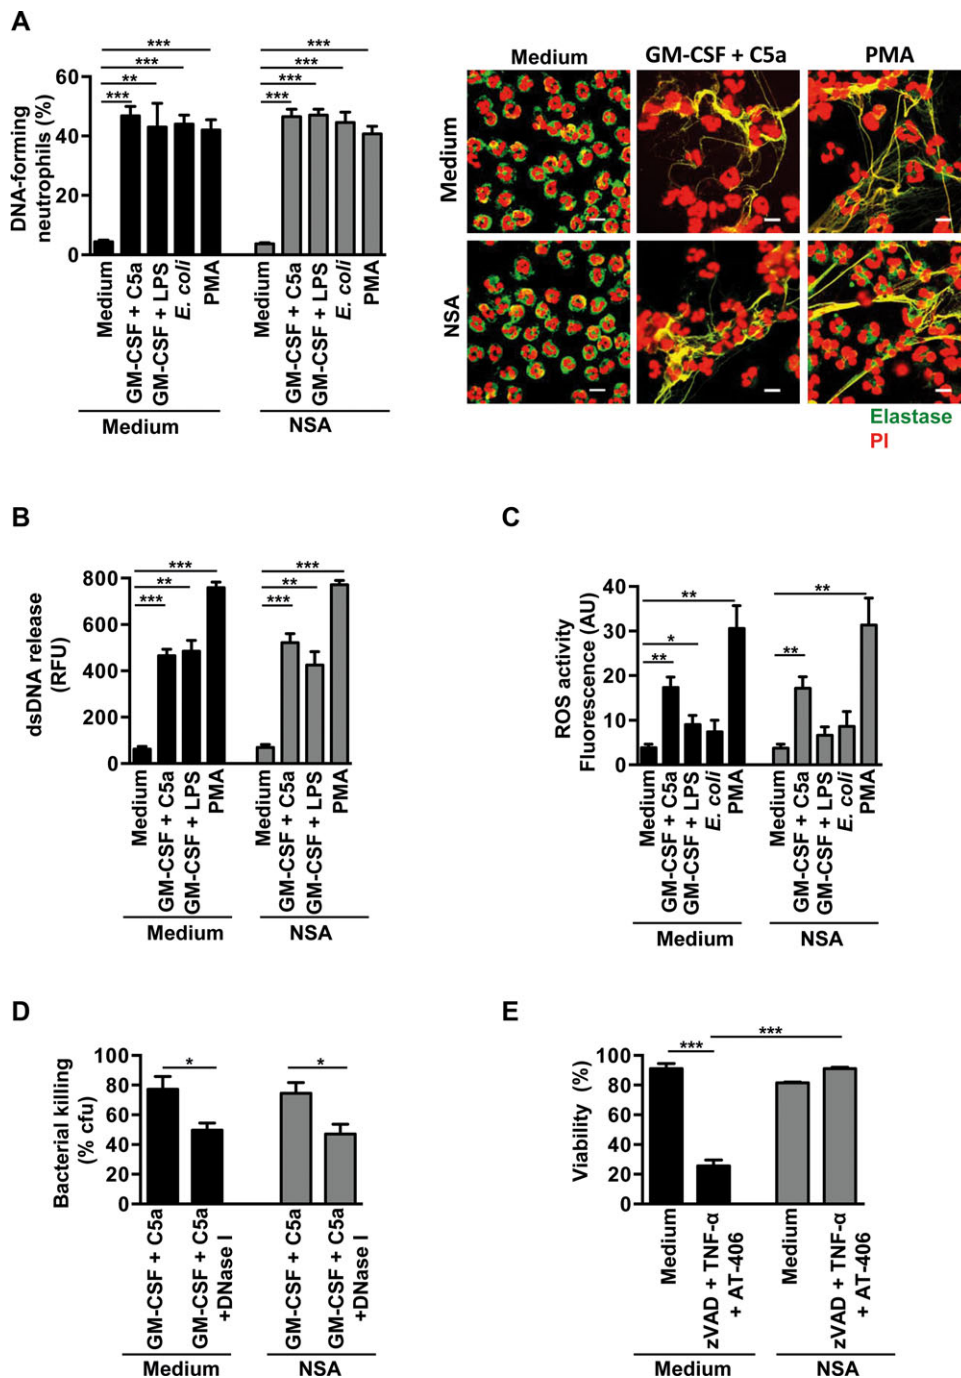 A
Medium
GM-CSF + C5a
PMA
***
***
**
***
***
***
***
***
60
40
20
0
DNA-forming
neutrophils (%)
Medium
GM-CSF + C5a
GM-CSF + LPS
E. coli
PMA
Medium
GM-CSF + C5a
GM-CSF + LPS
E. coli
PMA
Medium
NSA
Medium
NSA
Elastase
PI
B
***
**
***
***
**
***
800
600
400
200
0
dsDNA release
(RFU)
Medium
GM-CSF + C5a
GM-CSF + LPS
PMA
Medium
GM-CSF + C5a
GM-CSF + LPS
PMA
Medium
NSA
C
**
*
**
**
**
40
30
20
10
0
ROS activity
Fluorescence (AU)
Medium
GM-CSF + C5a
GM-CSF + LPS
E. coli
PMA
Medium
GM-CSF + C5a
GM-CSF + LPS
E. coli
PMA
Medium
NSA
D
*
*
100
80
60
40
20
0
Bacterial killing
(% cfu)
GM-CSF + C5a
GM-CSF + C5a
+DNase I
GM-CSF + C5a
GM-CSF + C5a
+DNase I
Medium
NSA
E
***
***
100
80
60
40
20
0
Viability (%)
Medium
zVAD + TNF-α
+ AT-406
Medium
zVAD + TNF-α
+ AT-406
Medium
NSA